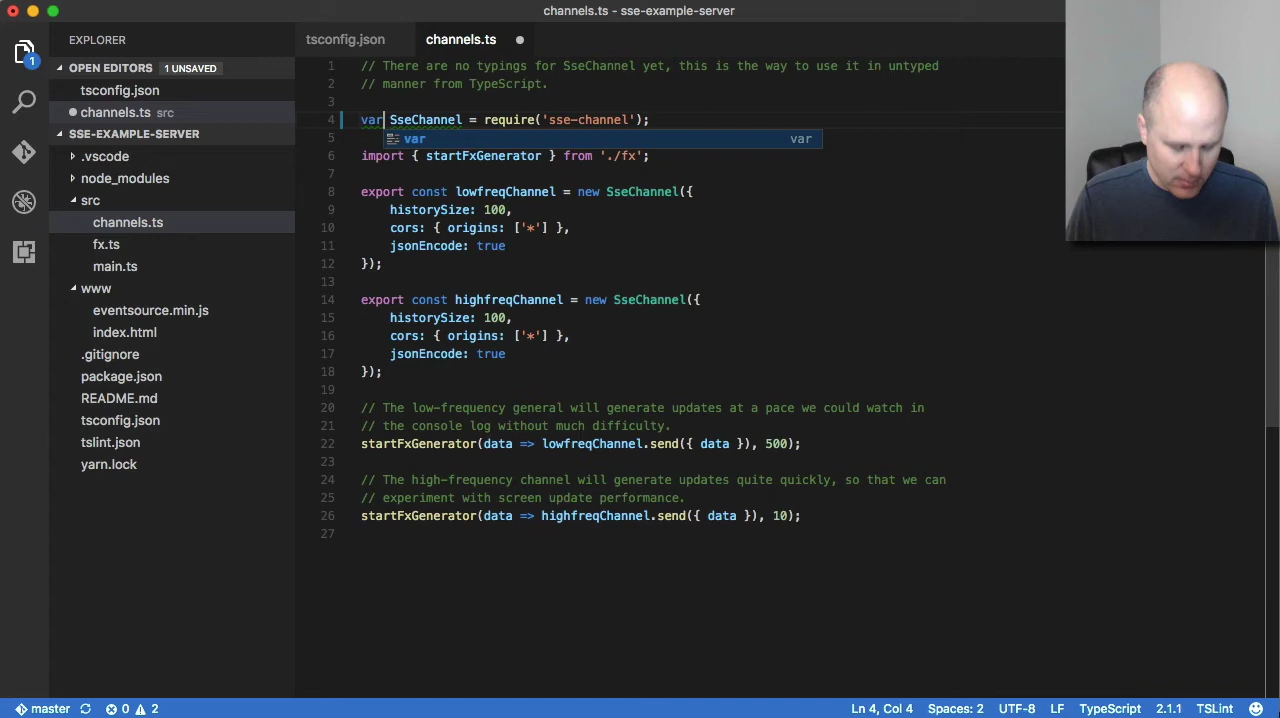 channels.ts - sse-example-server
EXPLORER
tsconfig.json
channels.ts
OPEN EDITORS 1 UNSAVED
tsconfig.json
channels.ts src
SSE-EXAMPLE-SERVER
.vscode
node_modules
src
channels.ts
fx.ts
main.ts
www
eventsource.min.js
index.html
.gitignore
package.json
README.md
tsconfig.json
tslint.json
yarn.lock
1 // There are no typings for SseChannel yet, this is the way to use it in untyped
2 // manner from TypeScript.
3
4 var SseChannel = require('sse-channel');
var var
5
6 import { startFxGenerator } from './fx';
7
8 export const lowfreqChannel = new SseChannel({
9 historySize: 100,
10 cors: { origins: ['*'] },
11 jsonEncode: true
12 });
13
14 export const highfreqChannel = new SseChannel({
15 historySize: 100,
16 cors: { origins: ['*'] },
17 jsonEncode: true
18 });
19
20 // The low-frequency general will generate updates at a pace we could watch in
21 // the console log without much difficulty.
22 startFxGenerator(data => lowfreqChannel.send({ data }), 500);
23
24 // The high-frequency channel will generate updates quite quickly, so that we can
25 // experiment with screen update performance.
26 startFxGenerator(data => highfreqChannel.send({ data }), 10);
27
1
master 0 2 Ln 4, Col 4 Spaces: 2 UTF-8 LF TypeScript 2.1.1 TSLint